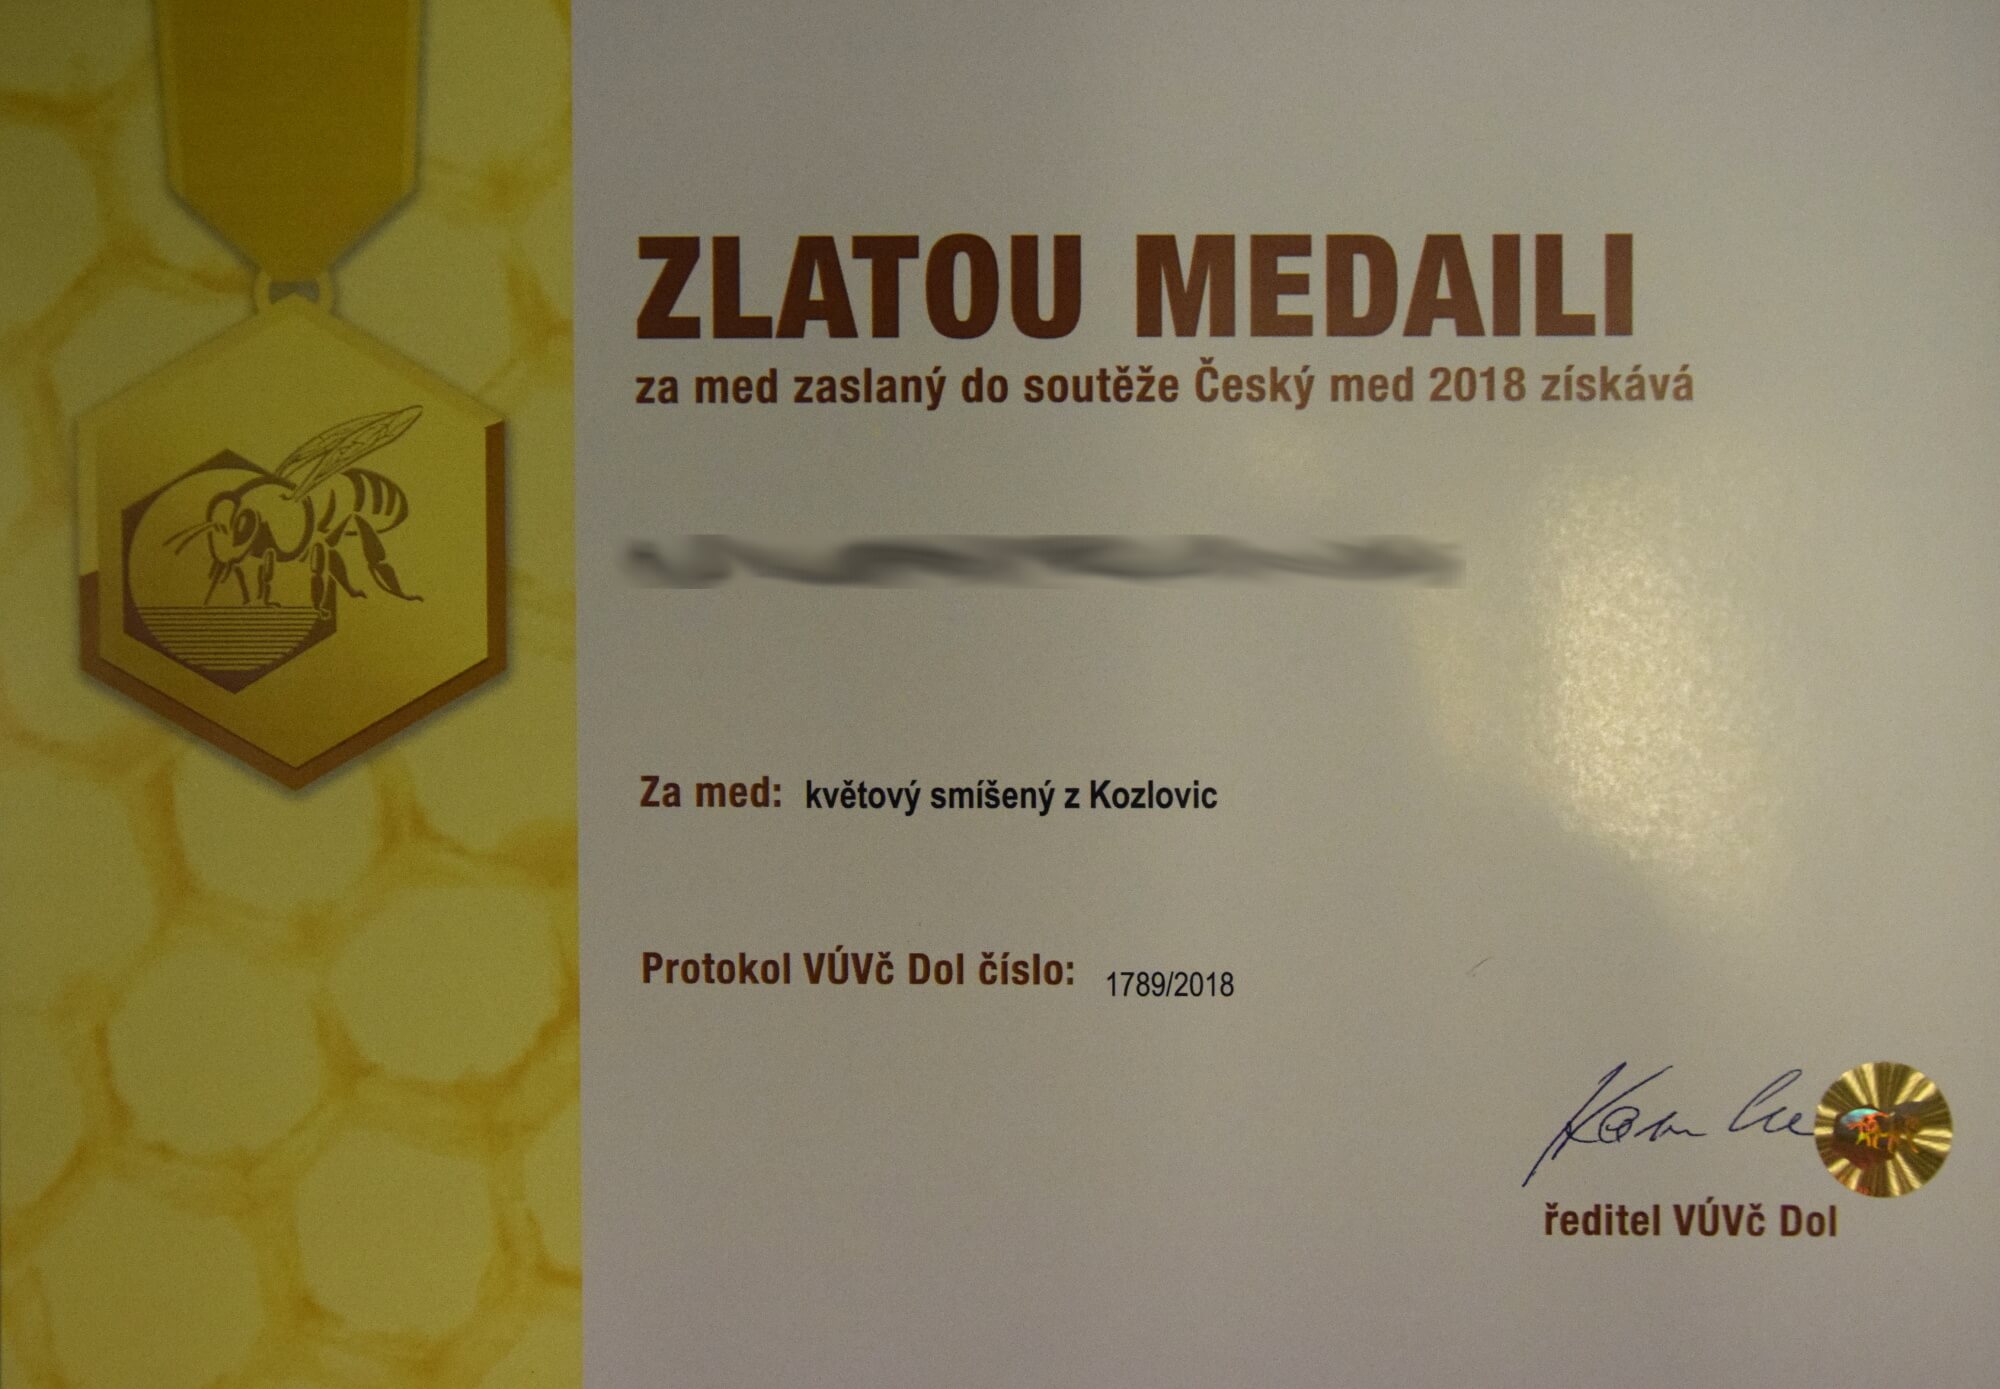 ZLATOU MEDAILI
za med zaslaný do soutěže Český med 2018 získává
Za med: květový smíšený z Kozlovic
Protokol VÚVč Dol číslo: 1789/2018
ředitel VÚVč Dol